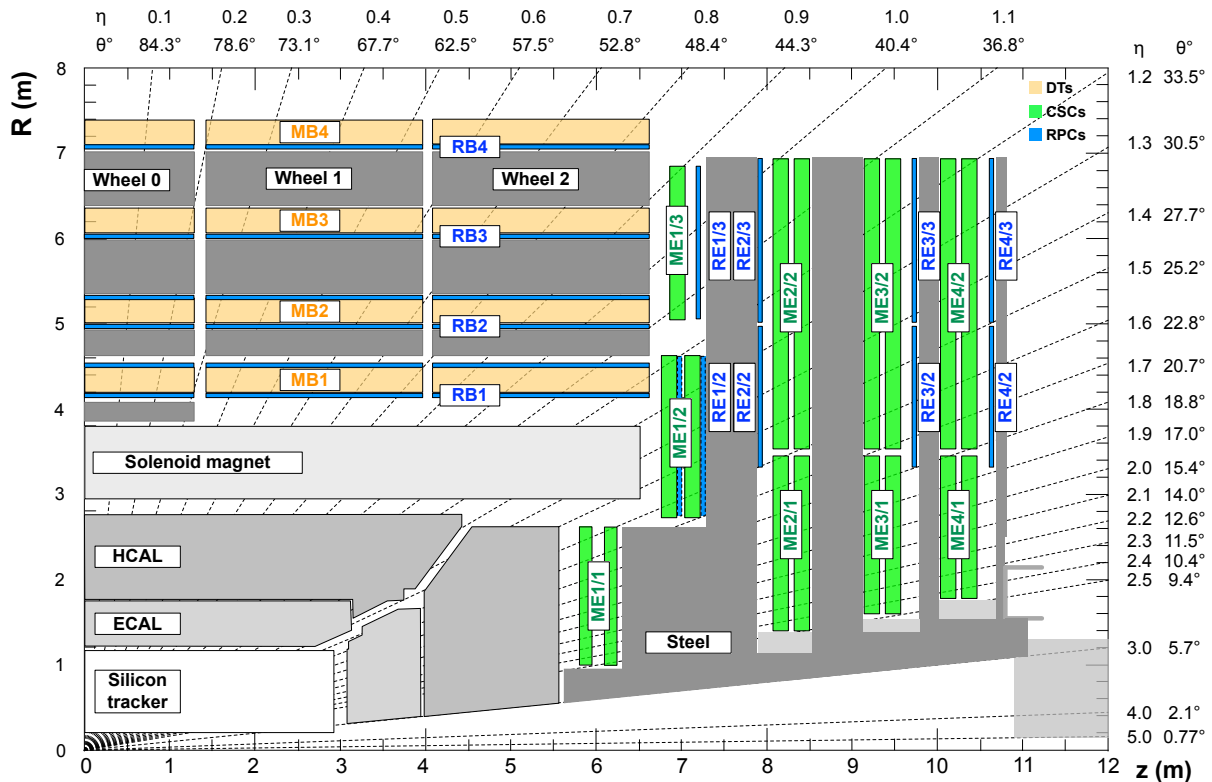 η 0.1 0.2 0.3 0.4 0.5 0.6 0.7 0.8 0.9 1.0 1.1
θ° 84.3° 78.6° 73.1° 67.7° 62.5° 57.5° 52.8° 48.4° 44.3° 40.4° 36.8° η θ°
R (m)
8
7
6
5
4
3
2
1
0
1.2 33.5°
1.3 30.5°
1.4 27.7°
1.5 25.2°
1.6 22.8°
1.7 20.7°
1.8 18.8°
1.9 17.0°
2.0 15.4°
2.1 14.0°
2.2 12.6°
2.3 11.5°
2.4 10.4°
2.5 9.4°
3.0 5.7°
4.0 2.1°
5.0 0.77°
DTs
CSCs
RPCs
MB4
RB4
Wheel 0 Wheel 1 Wheel 2
MB3
RB3
MB2
RB2
MB1
RB1
Solenoid magnet
HCAL
ECAL
Silicon
tracker
Steel
ME1/3
RE1/3
RE2/3
ME2/2
ME3/2
RE3/3
ME4/2
RE4/3
ME1/2
RE1/2
RE2/2
RE3/2
RE4/2
ME1/1
ME2/1
ME3/1
ME4/1
0 1 2 3 4 5 6 7 8 9 10 11 12
z (m)